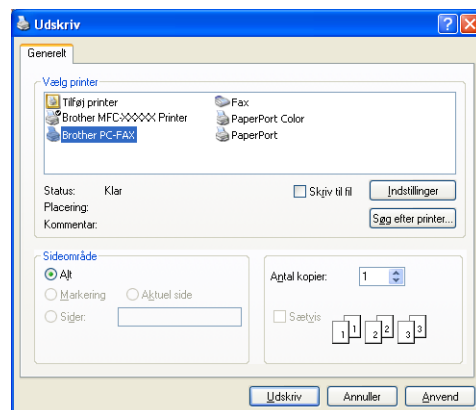 Udskriv
Generelt
Vælg printer
Tilføj printer
Brother MFC-XXXXX Printer
Brother PC-FAX
Fax
PaperPort Color
PaperPort
Status: Klar
Placering:
Kommentar:
Skriv til fil
Indstillinger
Søg efter printer...
Sideområde
Alt
Markering Aktuel side
Sider:
Antal kopier: 1
Sætvis
1 1 2 2 3 3
Udskriv Annuller Anvend